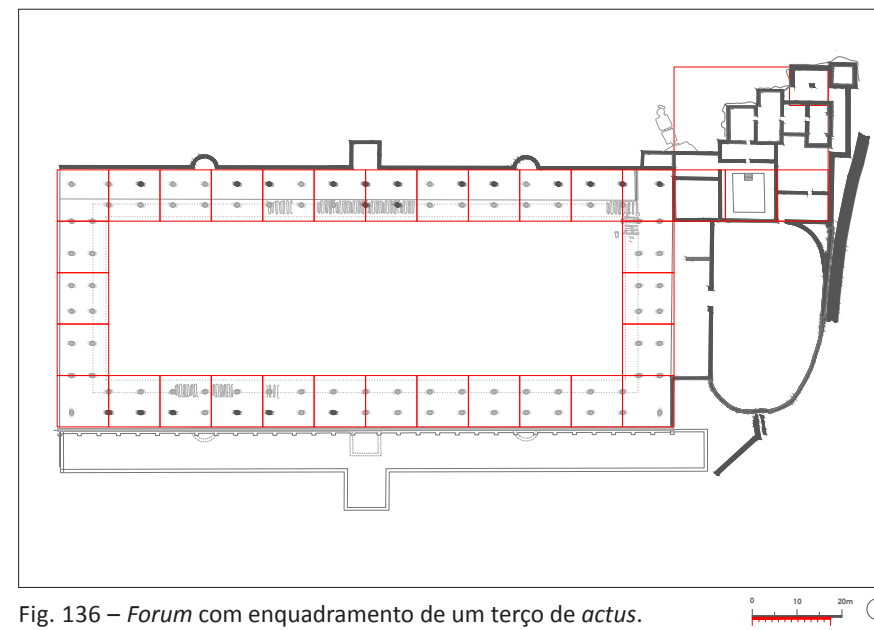 Fig. 136 – Forum com enquadramento de um terço de actus.
0 10 20m